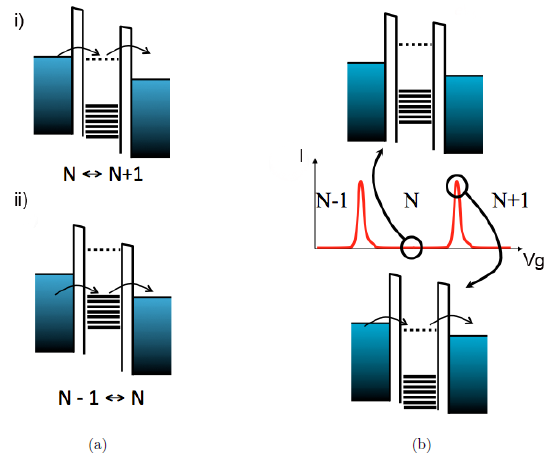 i)
N ↔ N+1
ii)
N - 1 ↔ N
(a)
I
N-1 N N+1
Vg
(b)